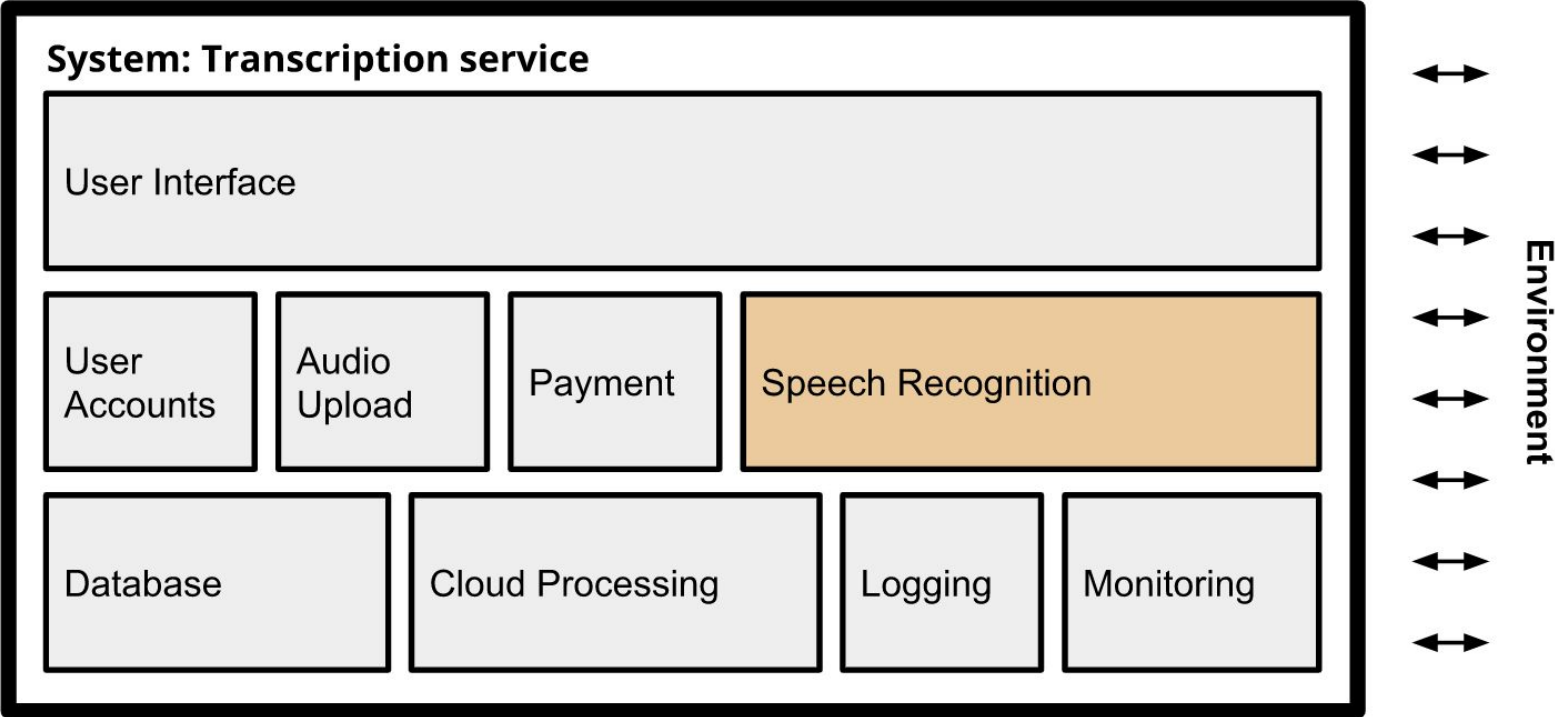 System: Transcription service
User Interface
User
Accounts
Audio
Upload
Payment
Speech Recognition
Database
Cloud Processing
Logging
Monitoring
Environment